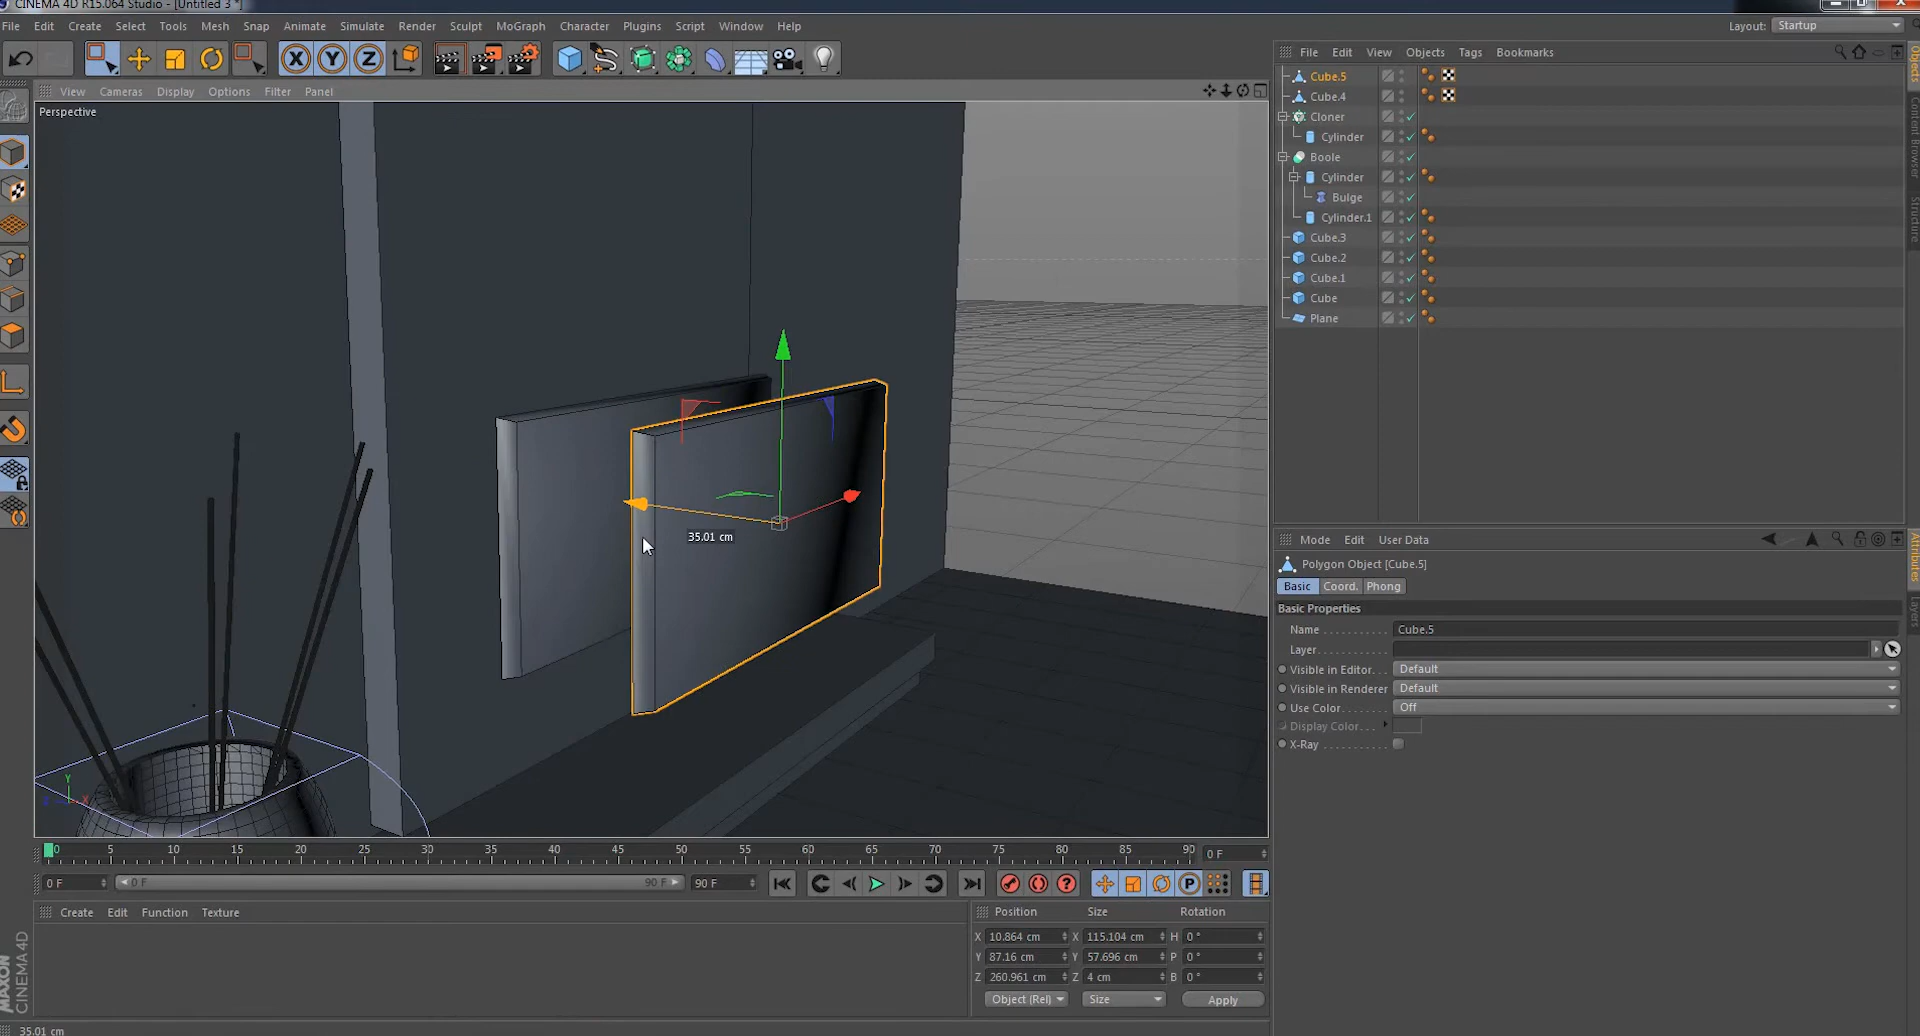 CINEMA 4D R15.064 Studio - [Untitled 3 *]
File Edit Create Select Tools Mesh Snap Animate Simulate Render Sculpt MoGraph Character Plugins Script Window Help
Layout: Startup
X Y Z
View Cameras Display Options Filter Panel
Perspective
35.01 cm
Y
X
File Edit View Objects Tags Bookmarks
Cube.5
Cube.4
Cloner
Cylinder
Boole
Cylinder
Bulge
Cylinder.1
Cube.3
Cube.2
Cube.1
Cube
Plane
Objects
Content Browser
Structure
Mode Edit User Data
Polygon Object [Cube.5]
Basic Coord. Phong
Basic Properties
Name Cube.5
Layer
Visible in Editor Default
Visible in Renderer Default
Use Color Off
Display Color
X-Ray
Attributes
Layers
0 5 10 15 20 25 30 35 40 45 50 55 60 65 70 75 80 85 90 0 F
0 F 0 F 90 F 90 F
P
Create Edit Function Texture
Position Size Rotation
X 10.864 cm X 115.104 cm H 0 °
Y 87.16 cm Y 57.696 cm P 0 °
Z 260.961 cm Z 4 cm B 0 °
Object (Rel) Size Apply
MAXON
CINEMA 4D
35.01 cm